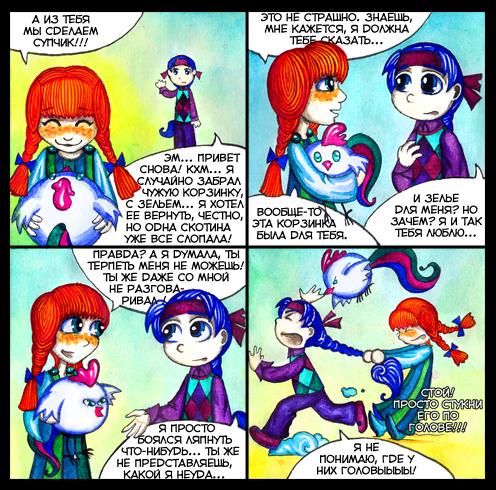 А ИЗ ТЕБЯ
МЫ СДЕЛАЕМ
СУПЧИК!!!
ЭМ... ПРИВЕТ
СНОВА! КХМ... Я
СЛУЧАЙНО ЗАБРАЛ
ЧУЖУЮ КОРЗИНКУ,
С ЗЕЛЬЕМ... Я ХОТЕЛ
ЕЕ ВЕРНУТЬ, ЧЕСТНО,
НО ОДНА СКОТИНА
УЖЕ ВСЕ СЛОПАЛА!
ЭТО НЕ СТРАШНО. ЗНАЕШЬ,
МНЕ КАЖЕТСЯ, Я ДОЛЖНА
ТЕБЕ СКАЗАТЬ...
ВООБЩЕ-ТО
ЭТА КОРЗИНКА
БЫЛА ДЛЯ ТЕБЯ.
И ЗЕЛЬЕ
ДЛЯ МЕНЯ? НО
ЗАЧЕМ? Я И ТАК
ТЕБЯ ЛЮБЛЮ...
ПРАВДА? А Я ДУМАЛА, ТЫ
ТЕРПЕТЬ МЕНЯ НЕ МОЖЕШЬ!
ТЫ ЖЕ ДАЖЕ СО МНОЙ
НЕ РАЗГОВА-
РИВАЛ!
Я ПРОСТО
БОЯЛСЯ ЛЯПНУТЬ
ЧТО-НИБУДЬ... ТЫ ЖЕ
НЕ ПРЕДСТАВЛЯЕШЬ,
КАКОЙ Я НЕУДА...
СТОЙ!
ПРОСТО СТУКНИ
ЕГО ПО
ГОЛОВЕ!!!
Я НЕ
ПОНИМАЮ, ГДЕ У
НИХ ГОЛОВЫЫЫЫ!